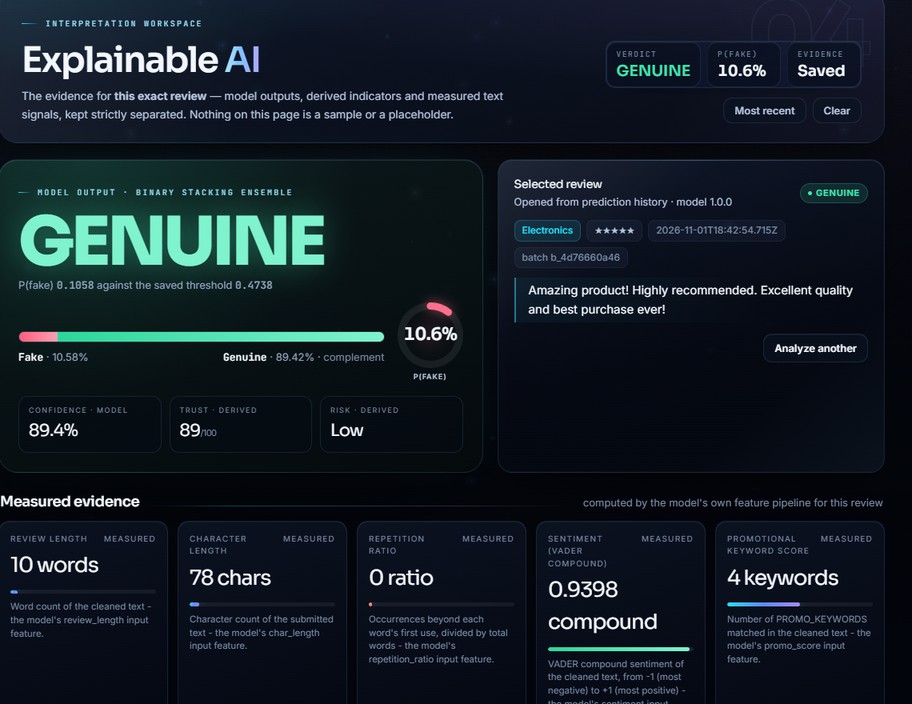 INTERPRETATION WORKSPACE
04
Explainable AI
The evidence for this exact review — model outputs, derived indicators and measured text
signals, kept strictly separated. Nothing on this page is a sample or a placeholder.
VERDICT
GENUINE
P(FAKE)
10.6%
EVIDENCE
Saved
Most recent
Clear
MODEL OUTPUT · BINARY STACKING ENSEMBLE
GENUINE
P(fake) 0.1058 against the saved threshold 0.4738
Fake · 10.58%
Genuine · 89.42% · complement
10.6%
P(FAKE)
CONFIDENCE · MODEL
89.4%
TRUST · DERIVED
89/100
RISK · DERIVED
Low
Selected review
Opened from prediction history · model 1.0.0
GENUINE
Electronics
★★★★★
2026-11-01T18:42:54.715Z
batch b_4d76660a46
Amazing product! Highly recommended. Excellent quality
and best purchase ever!
Analyze another
Measured evidence
computed by the model's own feature pipeline for this review
REVIEW LENGTH
MEASURED
10 words
Word count of the cleaned text -
the model's review_length input
feature.
CHARACTER
LENGTH
MEASURED
78 chars
Character count of the submitted
text - the model's char_length
input feature.
REPETITION
RATIO
MEASURED
0 ratio
Occurrences beyond each
word's first use, divided by total
words - the model's
repetition_ratio input feature.
SENTIMENT
(VADER
COMPOUND)
MEASURED
0.9398
compound
VADER compound sentiment of
the cleaned text, from -1 (most
negative) to +1 (most positive) -
the model's sentiment input
PROMOTIONAL
KEYWORD SCORE
MEASURED
4 keywords
Number of PROMO_KEYWORDS
matched in the cleaned text - the
model's promo_score input
feature.